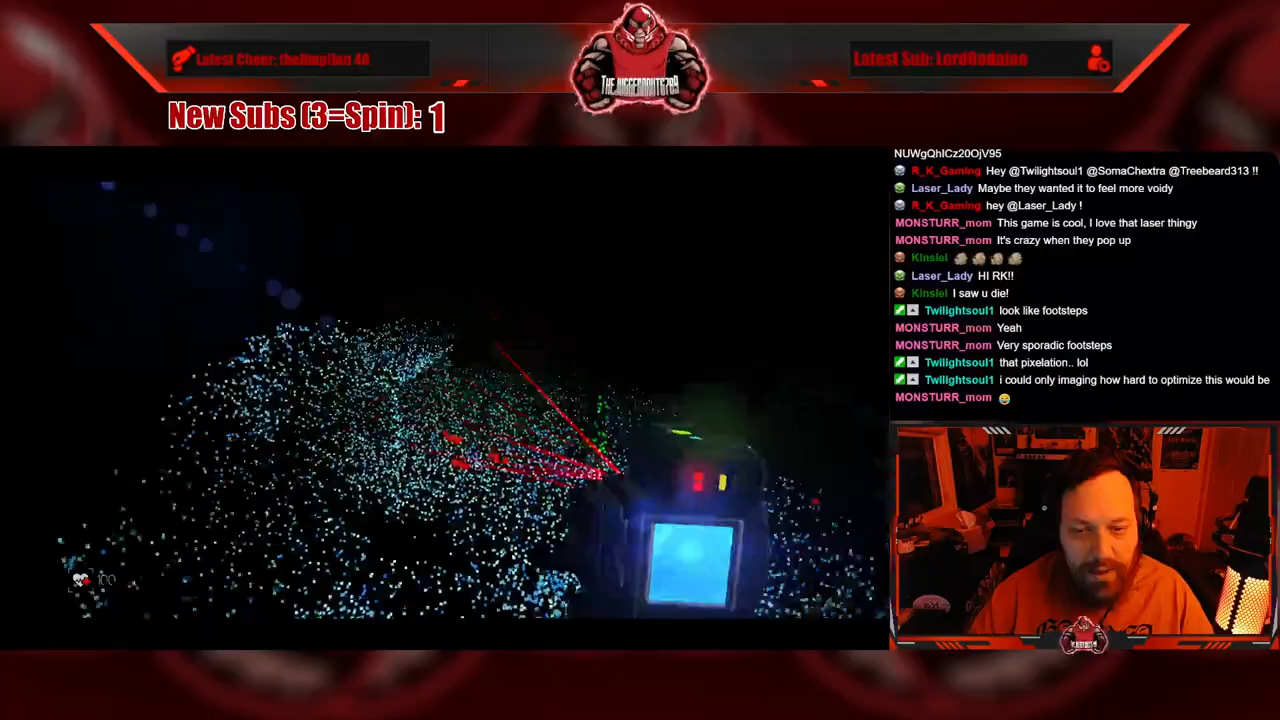 Latest Cheer: theEmption 40
THEJUGGERNAUT6789
Latest Sub: LordRodaion
New Subs (3=Spin): 1
NUWgQhICz20OjV95
R_K_Gaming Hey @Twilightsoul1 @SomaChextra @Treebeard313 !!
Laser_Lady Maybe they wanted it to feel more voidy
R_K_Gaming hey @Laser_Lady !
MONSTURR_mom This game is cool, I love that laser thingy
MONSTURR_mom It's crazy when they pop up
Kinslel
Laser_Lady HI RK!!
Kinslel I saw u die!
Twilightsoul1 look like footsteps
MONSTURR_mom Yeah
MONSTURR_mom Very sporadic footsteps
Twilightsoul1 that pixelation.. lol
Twilightsoul1 i could only imaging how hard to optimize this would be
MONSTURR_mom
100